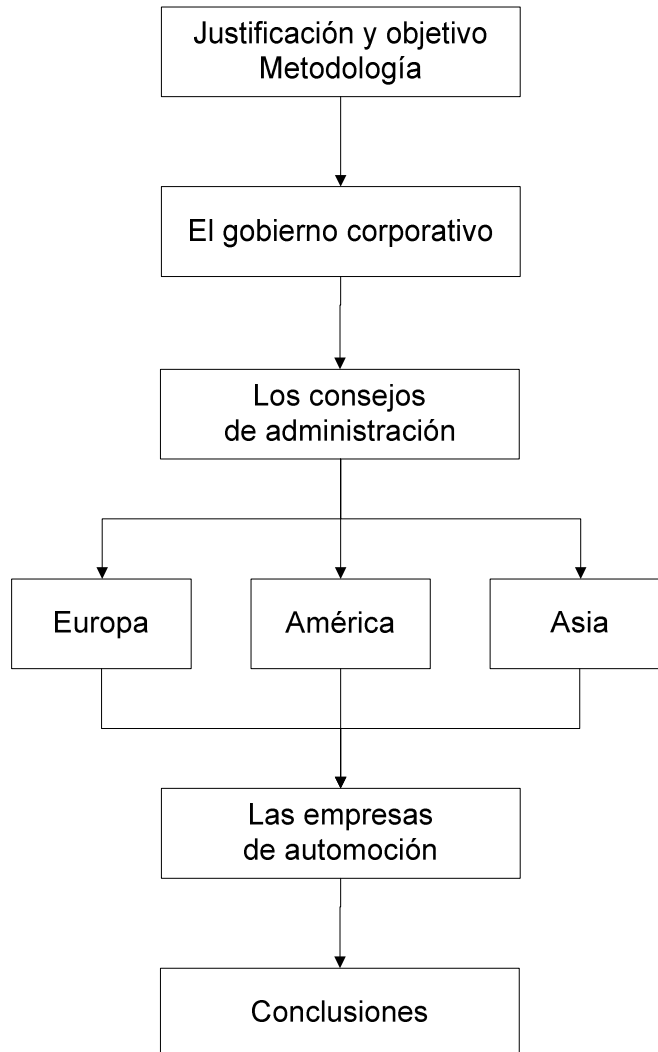 Justificación y objetivo
Metodología
El gobierno corporativo
Los consejos
de administración
Europa
América
Asia
Las empresas
de automoción
Conclusiones